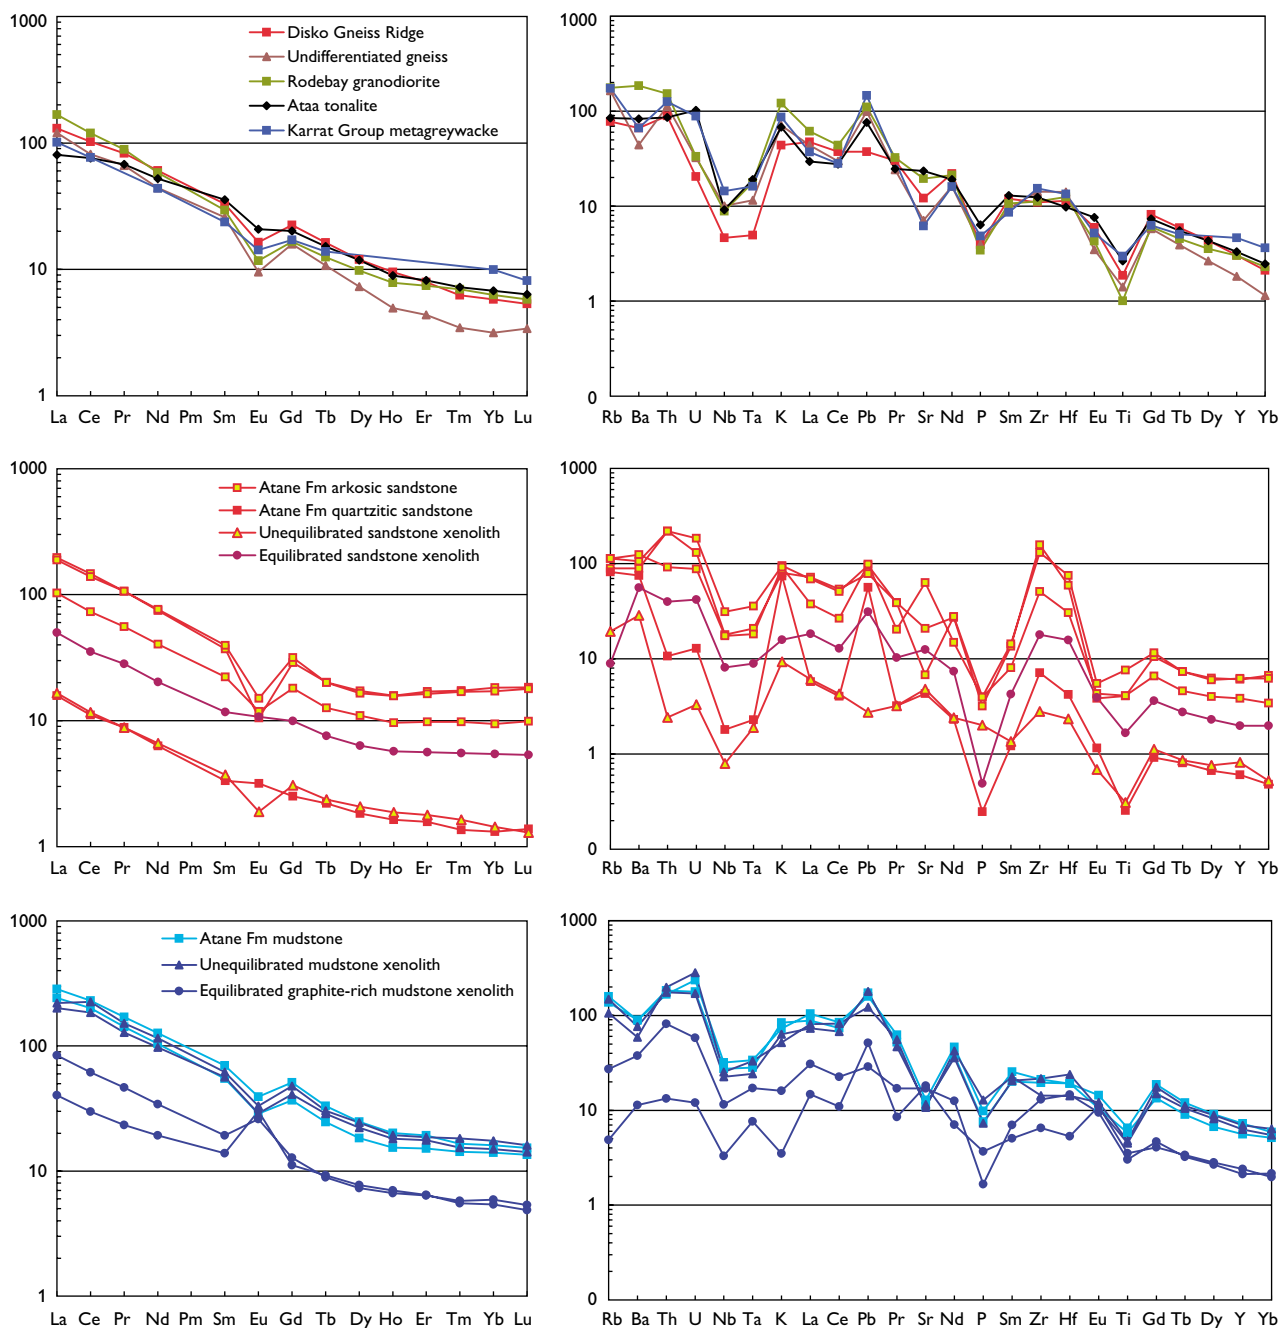 1000
100
10
1
Disko Gneiss Ridge
Undifferentiated gneiss
Rodebay granodiorite
Ataa tonalite
Karrat Group metagreywacke
La Ce Pr Nd Pm Sm Eu Gd Tb Dy Ho Er Tm Yb Lu
1000
100
10
1
0
Rb Ba Th U Nb Ta K La Ce Pb Pr Sr Nd P Sm Zr Hf Eu Ti Gd Tb Dy Y Yb
1000
100
10
1
Atane Fm arkosic sandstone
Atane Fm quartzitic sandstone
Unequilibrated sandstone xenolith
Equilibrated sandstone xenolith
La Ce Pr Nd Pm Sm Eu Gd Tb Dy Ho Er Tm Yb Lu
1000
100
10
1
0
Rb Ba Th U Nb Ta K La Ce Pb Pr Sr Nd P Sm Zr Hf Eu Ti Gd Tb Dy Y Yb
1000
100
10
1
Atane Fm mudstone
Unequilibrated mudstone xenolith
Equilibrated graphite-rich mudstone xenolith
La Ce Pr Nd Pm Sm Eu Gd Tb Dy Ho Er Tm Yb Lu
1000
100
10
1
0
Rb Ba Th U Nb Ta K La Ce Pb Pr Sr Nd P Sm Zr Hf Eu Ti Gd Tb Dy Y Yb